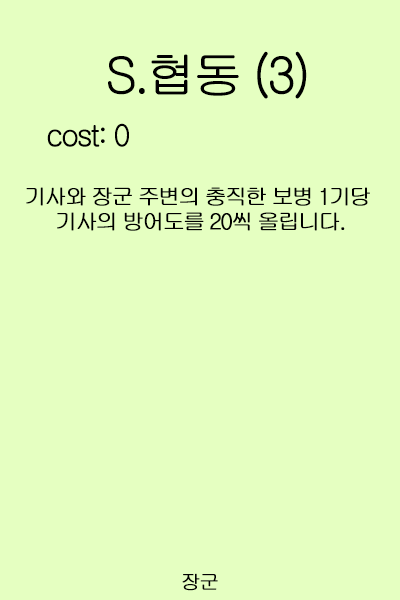 S.협동 (3)
cost: 0
기사와 장군 주변의 충직한 보병 1기당
기사의 방어도를 20씩 올립니다.
장군